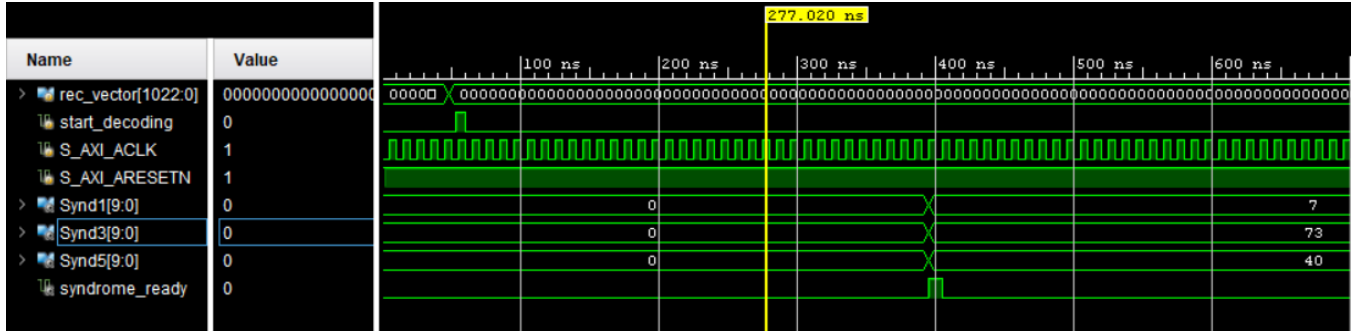 277.020 ns
Name Value
100 ns 200 ns 300 ns 400 ns 500 ns 600 ns
rec_vector[1022:0]
start_decoding 0
S_AXI_ACLK 1
S_AXI_ARESETN 1
Synd1[9:0] 0 0 7
Synd3[9:0] 0 0 73
Synd5[9:0] 0 0 40
syndrome_ready 0